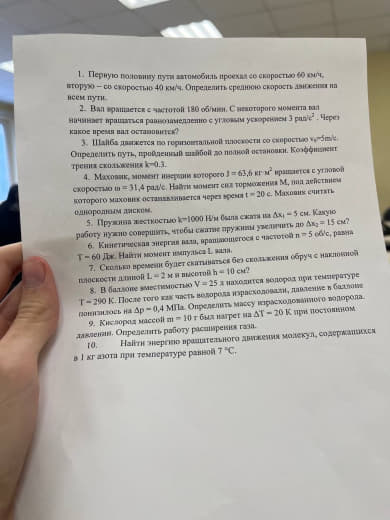 1. Первую половину пути автомобиль проехал со скоростью 60 км/ч,
вторую – со скоростью 40 км/ч. Определить среднюю скорость движения на
всем пути.
2. Вал вращается с частотой 180 об/мин. С некоторого момента вал
начинает вращаться равнозамедленно с угловым ускорением 3 рад/с². Через
какое время вал остановится?
3. Шайба движется по горизонтальной плоскости со скоростью v₀=5m/c.
Определить путь, пройденный шайбой до полной остановки. Коэффициент
трения скольжения k=0.3.
4. Маховик, момент инерции которого J = 63,6 кг·м² вращается с угловой
скоростью ω = 31,4 рад/с. Найти момент сил торможения M, под действием
которого маховик останавливается через время t = 20 с. Маховик считать
однородным диском.
5. Пружина жесткостью k=1000 Н/м была сжата на Δx₁ = 5 см. Какую
работу нужно совершить, чтобы сжатие пружины увеличить до Δx₂ = 15 см?
6. Кинетическая энергия вала, вращающегося с частотой n = 5 об/с, равна
T = 60 Дж. Найти момент импульса L вала.
7. Сколько времени будет скатываться без скольжения обруч с наклонной
плоскости длиной L = 2 м и высотой h = 10 см?
8. В баллоне вместимостью V = 25 л находится водород при температуре
T = 290 К. После того как часть водорода израсходовали, давление в баллоне
понизилось на Δp = 0,4 МПа. Определить массу израсходованного водорода.
9. Кислород массой m = 10 г был нагрет на ΔT = 20 К при постоянном
давлении. Определить работу расширения газа.
10. Найти энергию вращательного движения молекул, содержащихся
в 1 кг азота при температуре равной 7 °С.